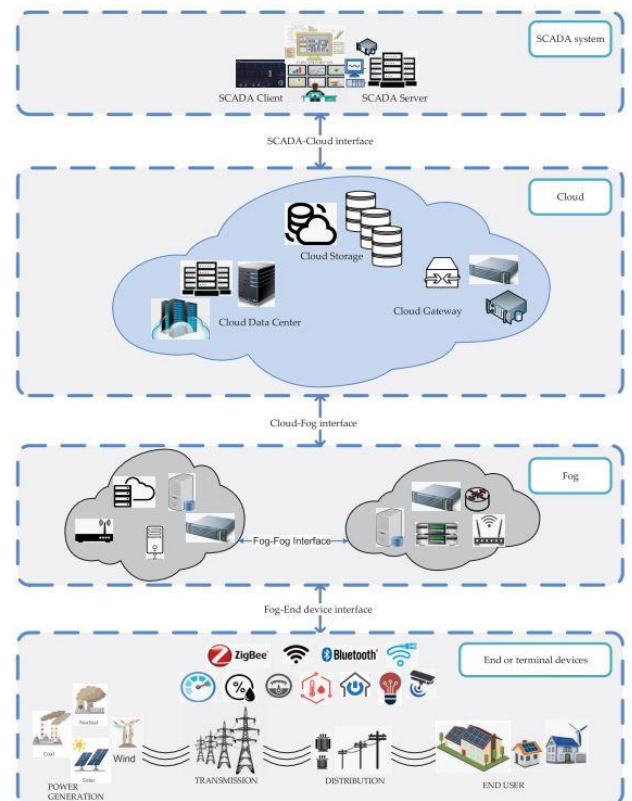 SCADA system
SCADA Client
SCADA Server
SCADA-Cloud interface
Cloud
Cloud Storage
Cloud Gateway
Cloud Data Center
Cloud-Fog interface
Fog
Fog-Fog Interface
Fog-End device interface
ZigBee
Bluetooth
End or terminal devices
%
Nuclear
Coal
Wind
Solar
POWER
GENERATION
TRANSMISSION
DISTRIBUTION
END USER